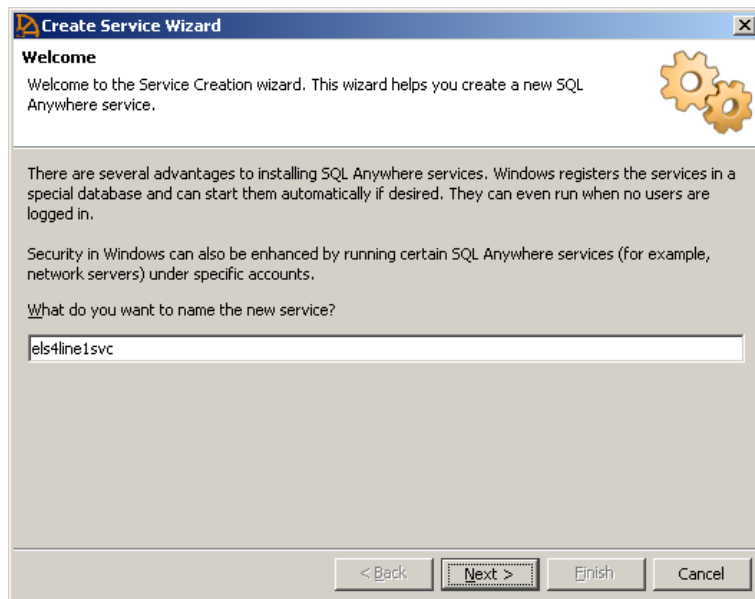 Create Service Wizard
Welcome
Welcome to the Service Creation wizard. This wizard helps you create a new SQL
Anywhere service.
There are several advantages to installing SQL Anywhere services. Windows registers the services in a
special database and can start them automatically if desired. They can even run when no users are
logged in.
Security in Windows can also be enhanced by running certain SQL Anywhere services (for example,
network servers) under specific accounts.
What do you want to name the new service?
els4line1svc
< Back
Next >
Finish
Cancel